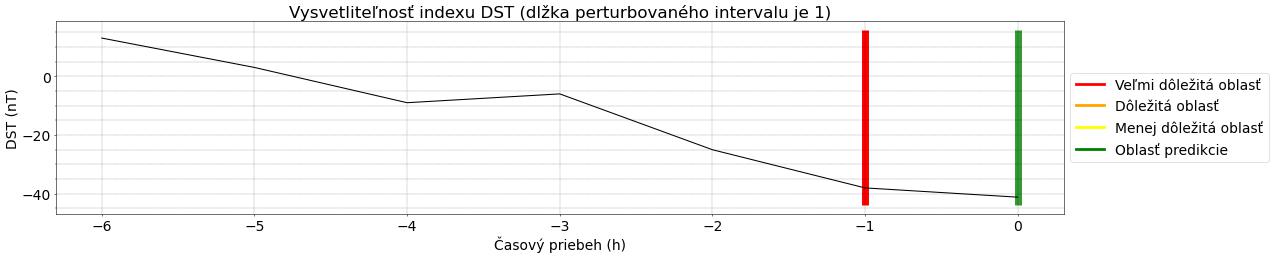 Vysvetliteľnosť indexu DST (dĺžka perturbovaného intervalu je 1)
DST (nT)
0
−20
−40
−6 −5 −4 −3 −2 −1 0
Časový priebeh (h)
Veľmi dôležitá oblasť
Dôležitá oblasť
Menej dôležitá oblasť
Oblasť predikcie